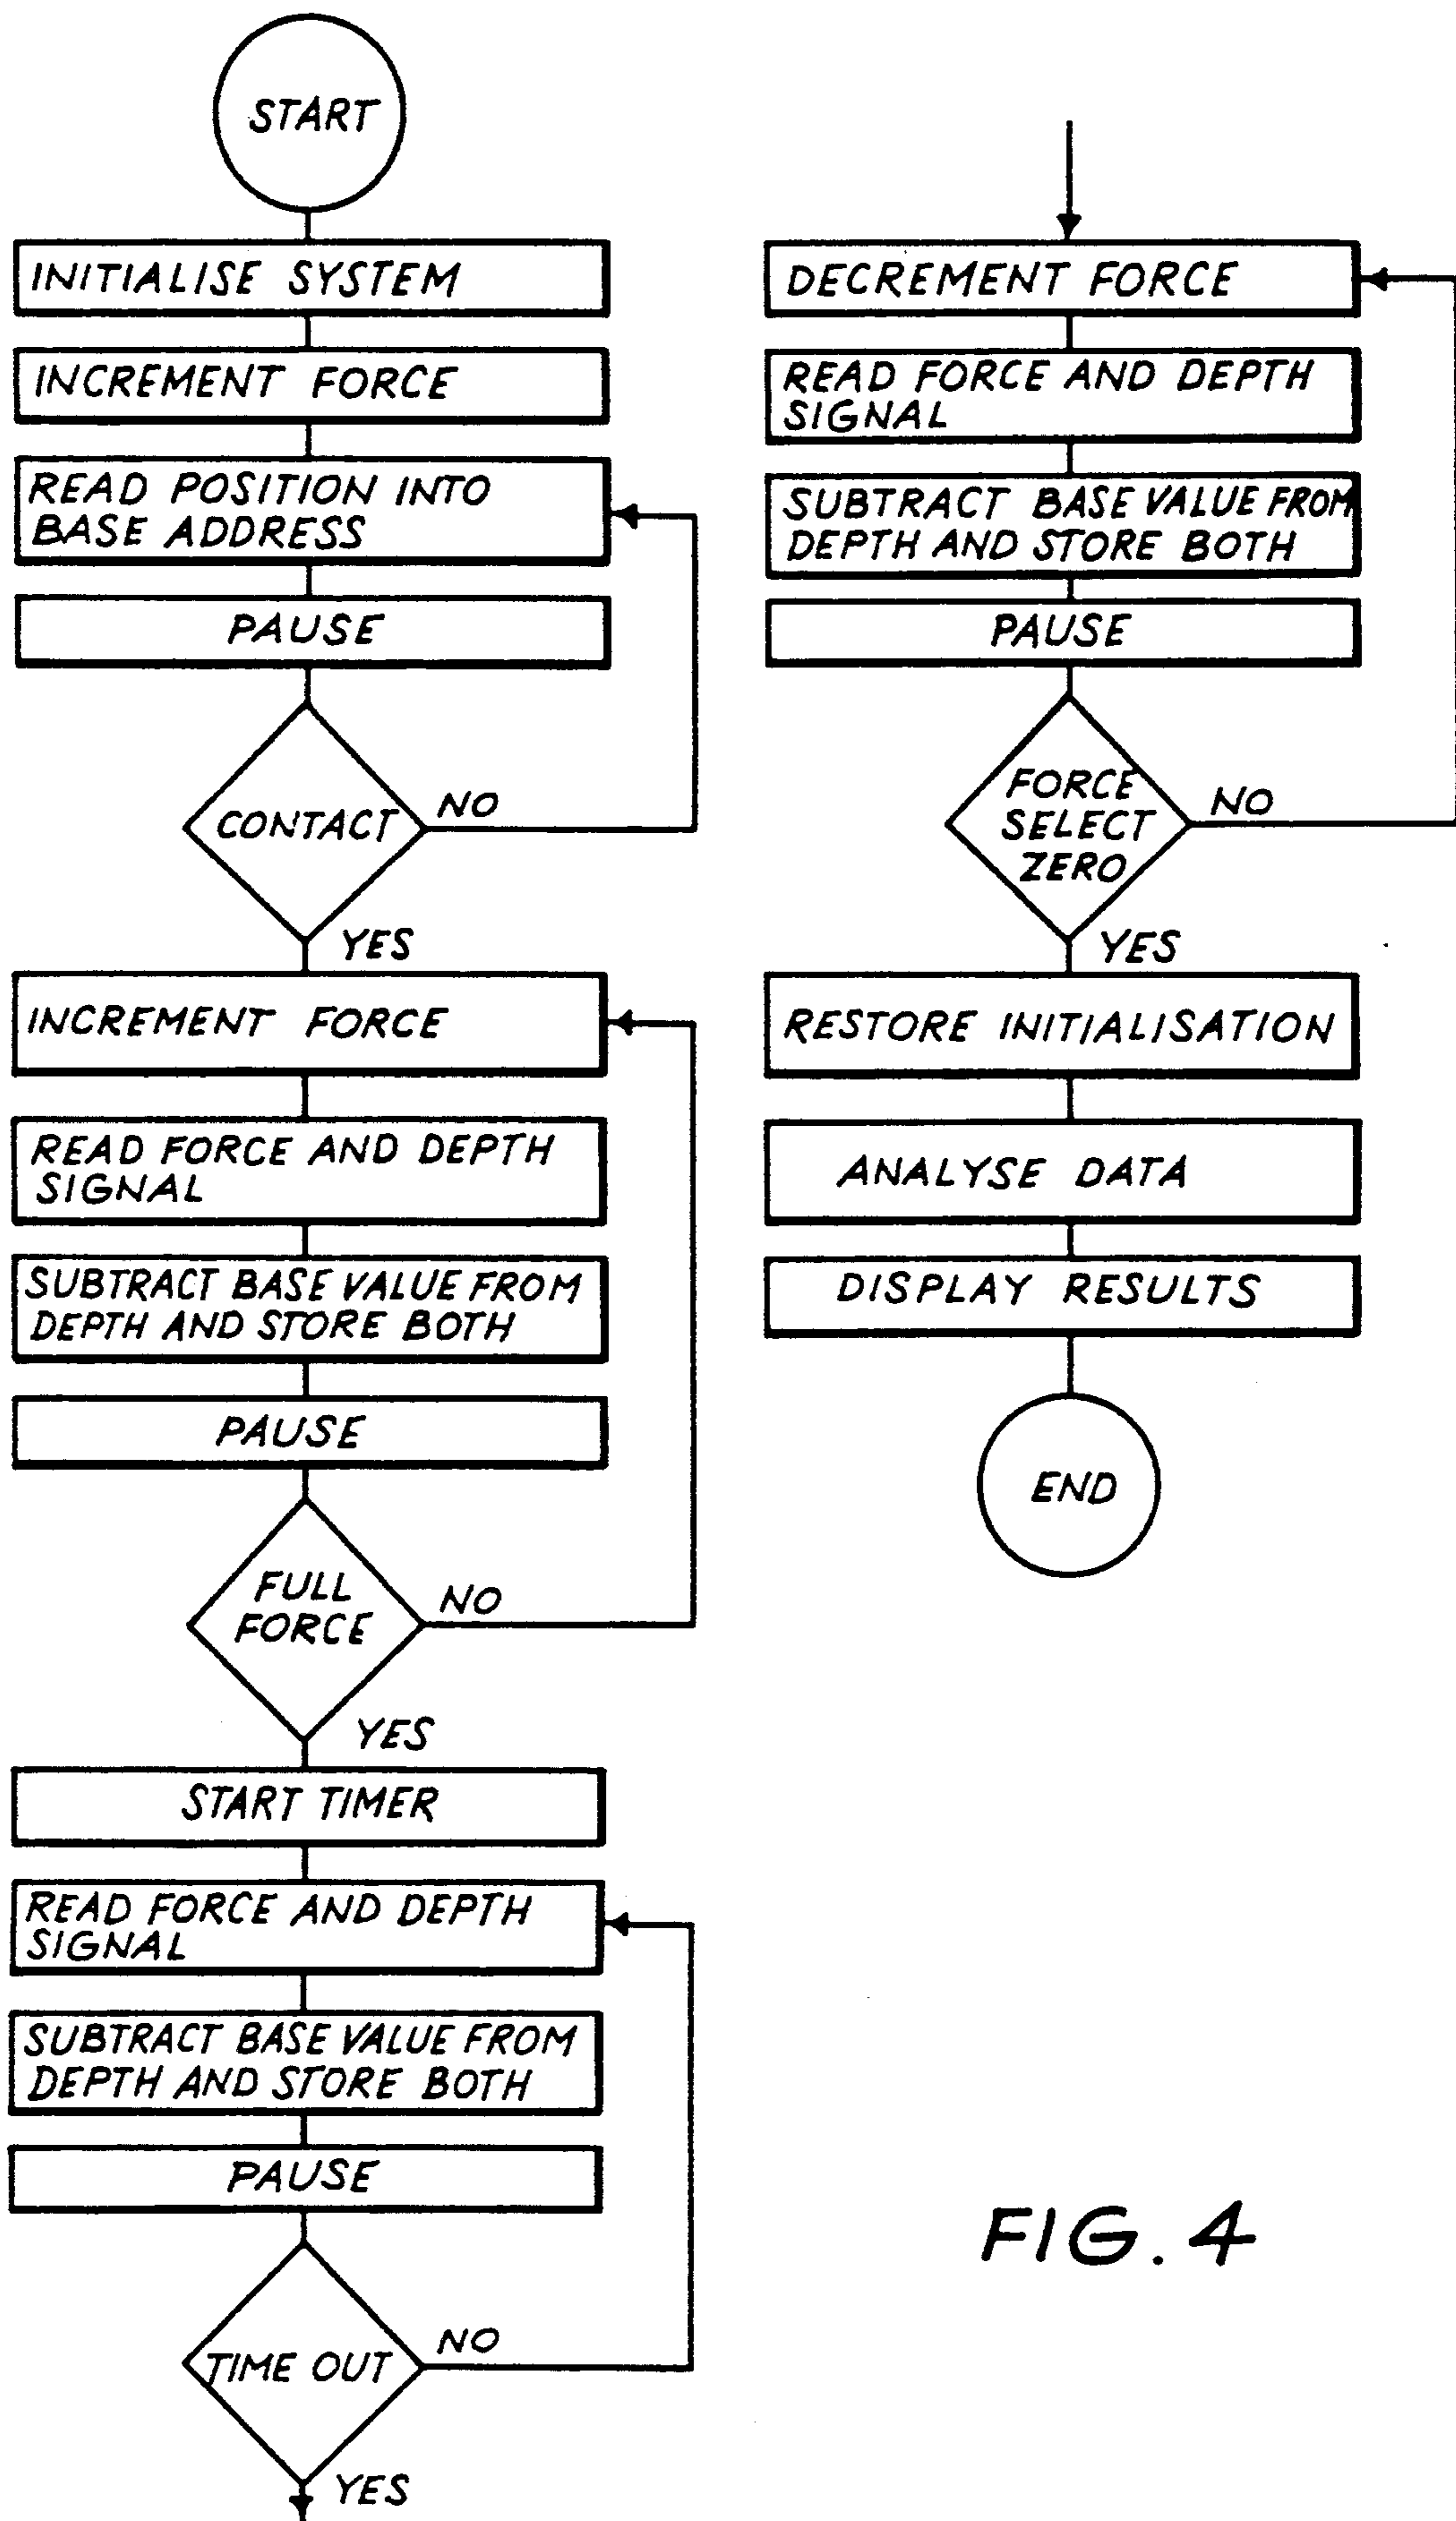 START
INITIALISE SYSTEM
INCREMENT FORCE
READ POSITION INTO
BASE ADDRESS
PAUSE
CONTACT
NO
YES
INCREMENT FORCE
READ FORCE AND DEPTH
SIGNAL
SUBTRACT BASE VALUE FROM
DEPTH AND STORE BOTH
PAUSE
FULL
FORCE
NO
YES
START TIMER
READ FORCE AND DEPTH
SIGNAL
SUBTRACT BASE VALUE FROM
DEPTH AND STORE BOTH
PAUSE
TIME OUT
NO
YES
DECREMENT FORCE
READ FORCE AND DEPTH
SIGNAL
SUBTRACT BASE VALUE FROM
DEPTH AND STORE BOTH
PAUSE
FORCE
SELECT
ZERO
NO
YES
RESTORE INITIALISATION
ANALYSE DATA
DISPLAY RESULTS
END
FIG. 4